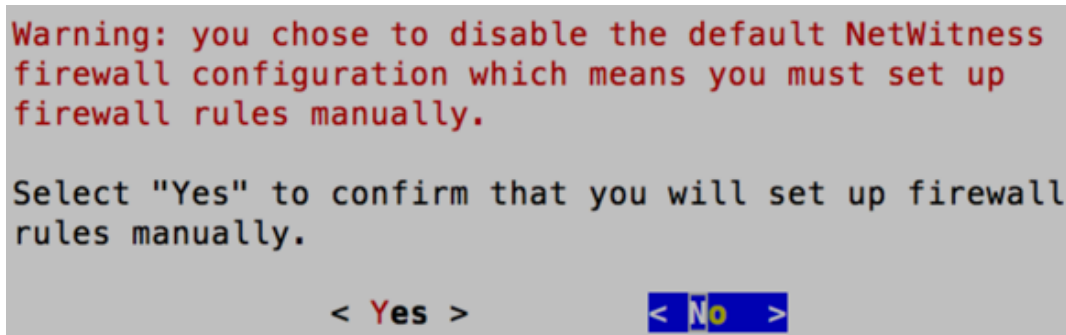 Warning: you chose to disable the default NetWitness
firewall configuration which means you must set up
firewall rules manually.
Select "Yes" to confirm that you will set up firewall
rules manually.
< Yes > < No >